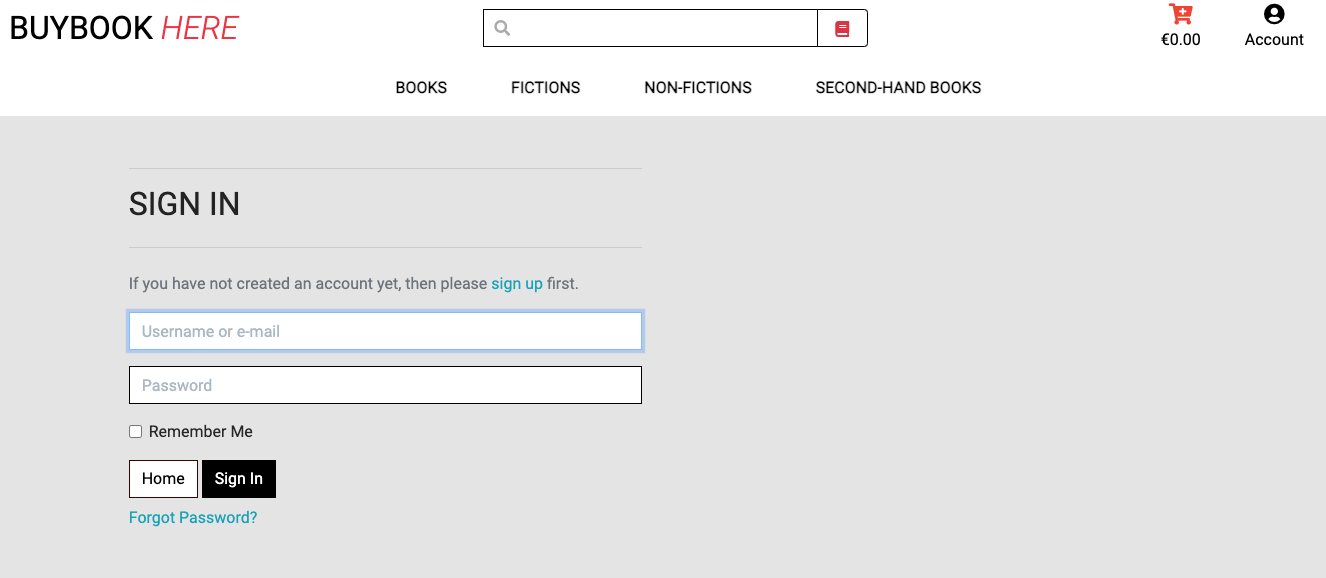 BUYBOOK HERE
€0.00
Account
BOOKS
FICTIONS
NON-FICTIONS
SECOND-HAND BOOKS
SIGN IN
If you have not created an account yet, then please sign up first.
Username or e-mail
Password
Remember Me
Home
Sign In
Forgot Password?